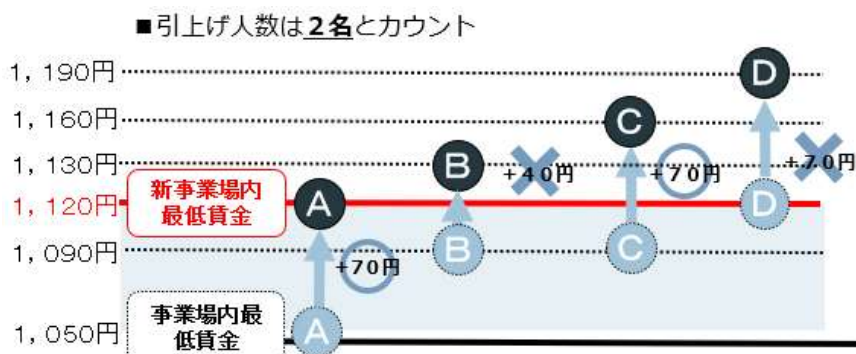 ■引上げ人数は2名とカウント
1,190円
D
1,160円
C
1,130円
B
+40円
+70円
+70円
新事業場内
最低賃金
1,120円
A
D
1,090円
B
C
+70円
事業場内最
低賃金
1,050円
A